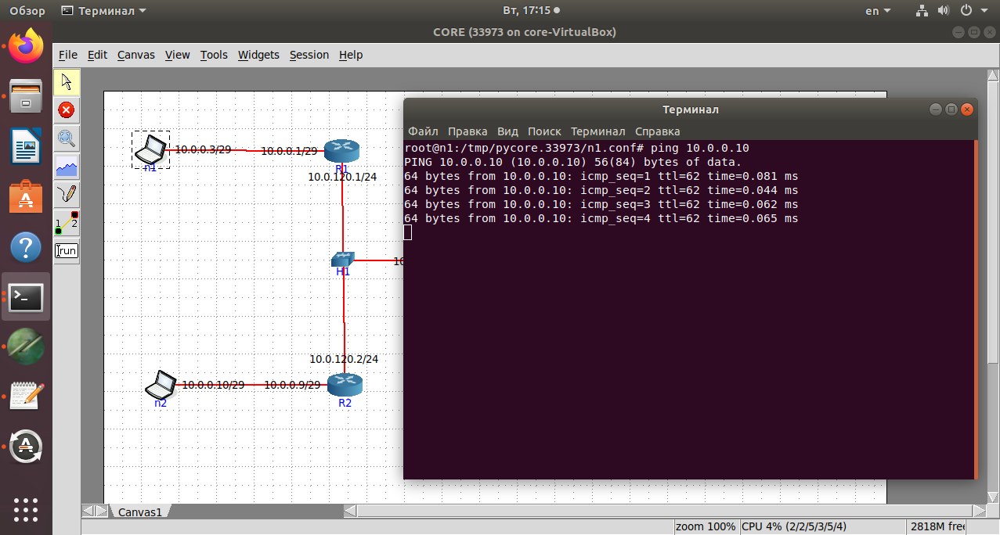 Обзор Терминал Вт, 17:15 en
CORE (33973 on core-VirtualBox)
File Edit Canvas View Tools Widgets Session Help
Терминал
Файл Правка Вид Поиск Терминал Справка
root@n1:/tmp/pycore.33973/n1.conf# ping 10.0.0.10
PING 10.0.0.10 (10.0.0.10) 56(84) bytes of data.
64 bytes from 10.0.0.10: icmp_seq=1 ttl=62 time=0.081 ms
64 bytes from 10.0.0.10: icmp_seq=2 ttl=62 time=0.044 ms
64 bytes from 10.0.0.10: icmp_seq=3 ttl=62 time=0.062 ms
64 bytes from 10.0.0.10: icmp_seq=4 ttl=62 time=0.065 ms
10.0.0.3/29 10.0.0.1/29
n1 R1
10.0.120.1/24
1 2
run
10
H1
10.0.120.2/24
10.0.0.10/29 10.0.0.9/29
n2 R2
Canvas1
zoom 100% CPU 4% (2/2/5/3/5/4) 2818M free